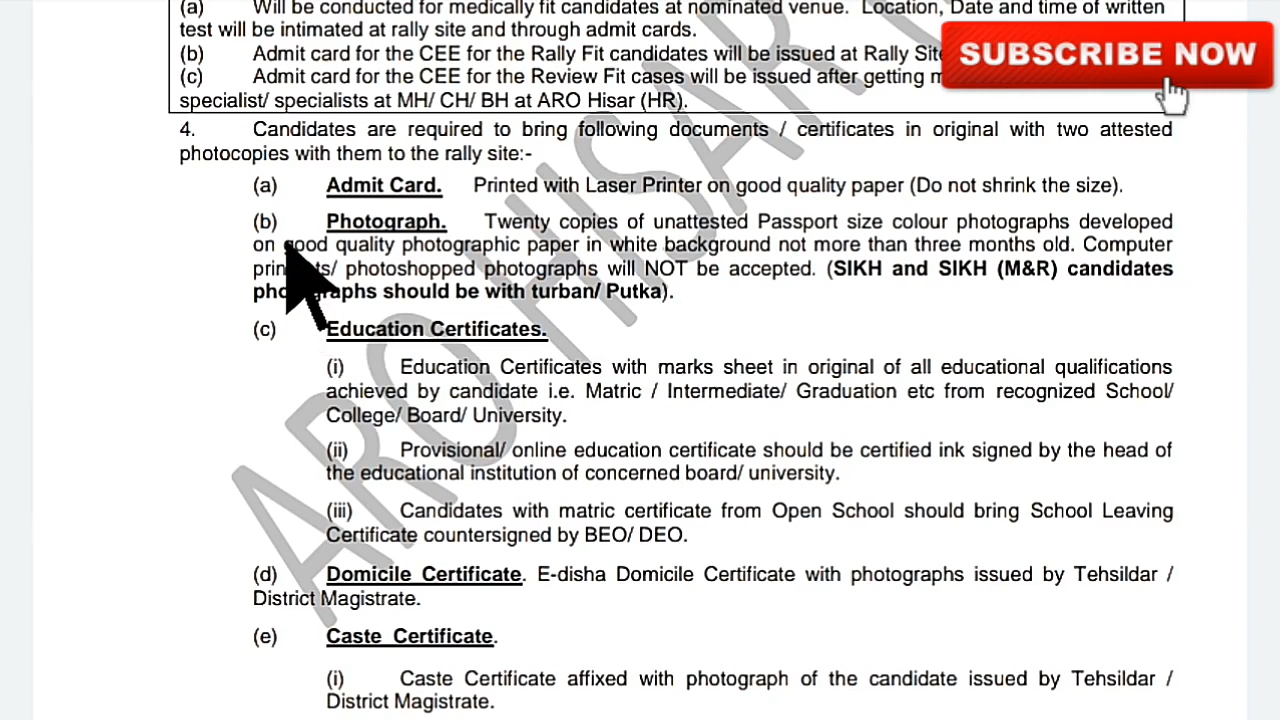 (a) Will be conducted for medically fit candidates at nominated venue. Location, Date and time of written
test will be intimated at rally site and through admit cards.
(b) Admit card for the CEE for the Rally Fit candidates will be issued at Rally Site
(c) Admit card for the CEE for the Review Fit cases will be issued after getting
specialist/ specialists at MH/ CH/ BH at ARO Hisar (HR).
SUBSCRIBE NOW
4. Candidates are required to bring following documents / certificates in original with two attested
photocopies with them to the rally site:-
(a) Admit Card. Printed with Laser Printer on good quality paper (Do not shrink the size).
(b) Photograph. Twenty copies of unattested Passport size colour photographs developed
on good quality photographic paper in white background not more than three months old. Computer
photoshopped photographs will NOT be accepted. (SIKH and SIKH (M&R) candidates
photographs should be with turban/ Putka).
(c) Education Certificates.
(i) Education Certificates with marks sheet in original of all educational qualifications
achieved by candidate i.e. Matric / Intermediate/ Graduation etc from recognized School/
College/ Board/ University.
(ii) Provisional/ online education certificate should be certified ink signed by the head of
the educational institution of concerned board/ university.
(iii) Candidates with matric certificate from Open School should bring School Leaving
Certificate countersigned by BEO/ DEO.
(d) Domicile Certificate. E-disha Domicile Certificate with photographs issued by Tehsildar /
District Magistrate.
(e) Caste Certificate.
(i) Caste Certificate affixed with photograph of the candidate issued by Tehsildar /
District Magistrate.
ARO HISAR